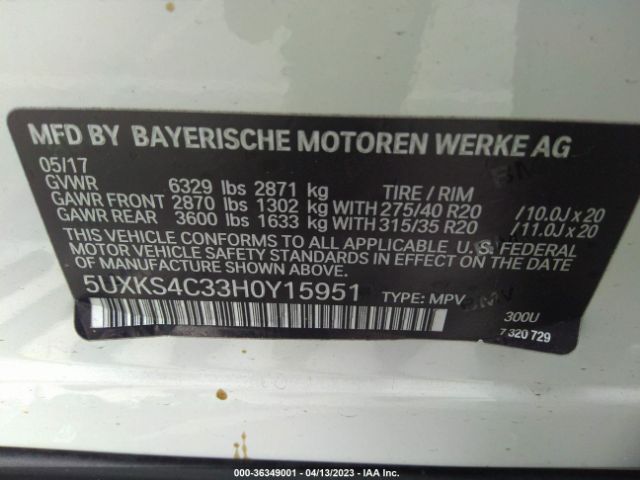 MFD BY BAYERISCHE MOTOREN WERKE AG
05/17
GVWR 6329 lbs 2871 kg TIRE / RIM
GAWR FRONT 2870 lbs 1302 kg WITH 275/40 R20 /10.0J x 20
GAWR REAR 3600 lbs 1633 kg WITH 315/35 R20 /11.0J x 20
THIS VEHICLE CONFORMS TO ALL APPLICABLE U.S. FEDERAL
MOTOR VEHICLE SAFETY STANDARDS IN EFFECT ON THE
DATE OF MANUFACTURE SHOWN ABOVE.
5UXKS4C33H0Y15951 TYPE: MPV
300U
7 320 729
000-36349001 - 04/13/2023 - IAA Inc.